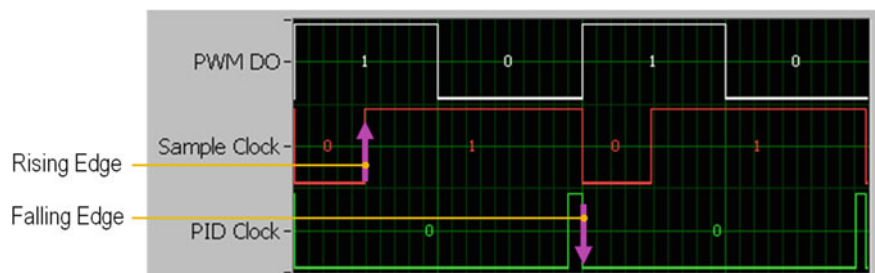 PWM DO
1 0 1 0
Sample Clock
0 1 0 1
Rising Edge
Falling Edge
PID Clock
0 0